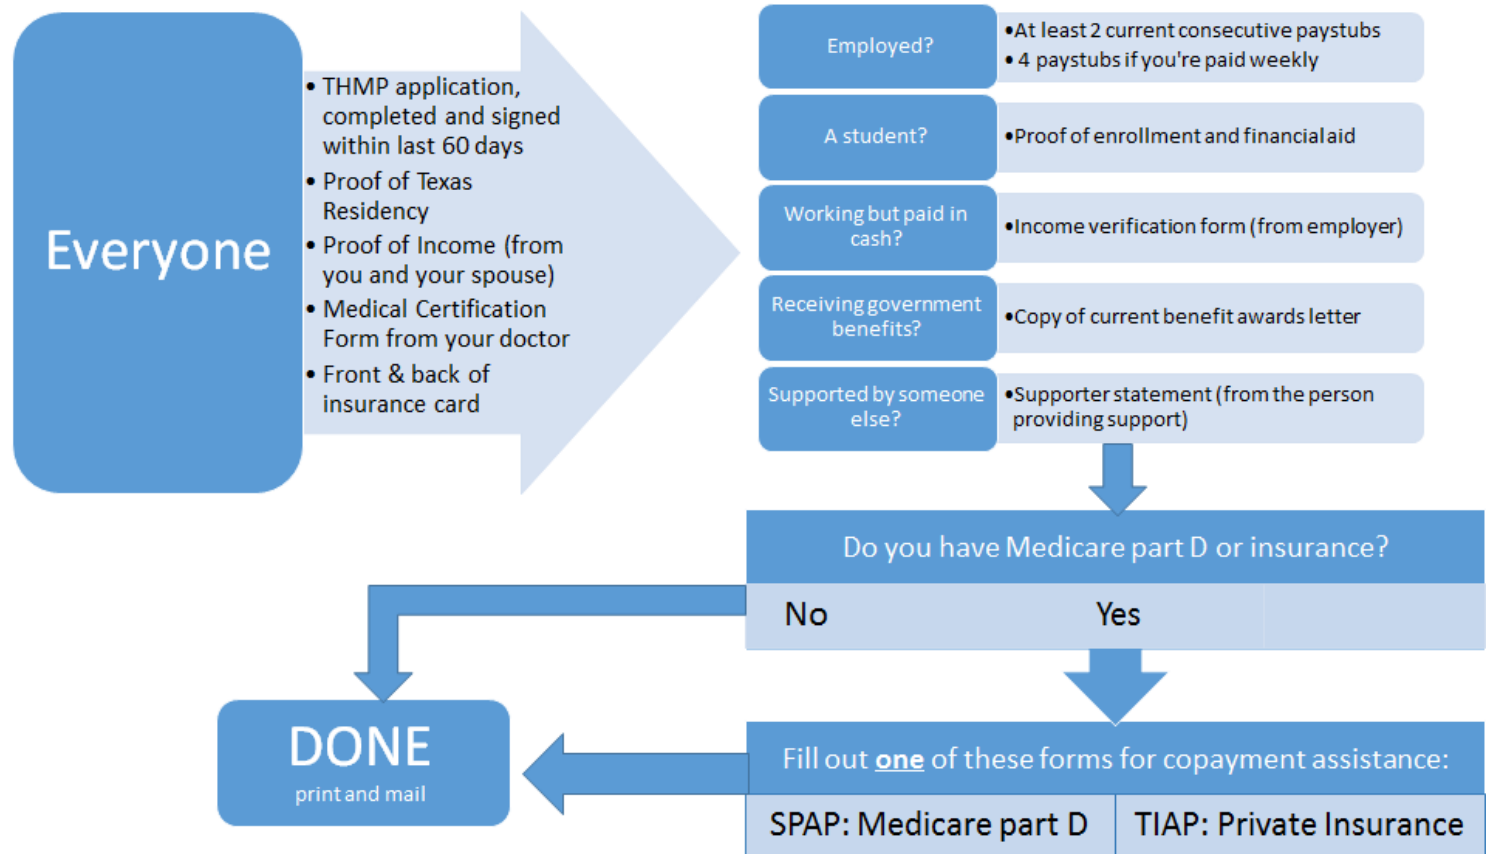 Everyone
• THMP application,
completed and signed
within last 60 days
• Proof of Texas
Residency
• Proof of Income (from
you and your spouse)
• Medical Certification
Form from your doctor
• Front & back of
insurance card
Employed?
•At least 2 current consecutive paystubs
• 4 paystubs if you're paid weekly
A student?
•Proof of enrollment and financial aid
Working but paid in
cash?
•Income verification form (from employer)
Receiving government
benefits?
•Copy of current benefit awards letter
Supported by someone
else?
•Supporter statement (from the person
providing support)
Do you have Medicare part D or insurance?
No Yes
Fill out one of these forms for copayment assistance:
SPAP: Medicare part D TIAP: Private Insurance
DONE
print and mail